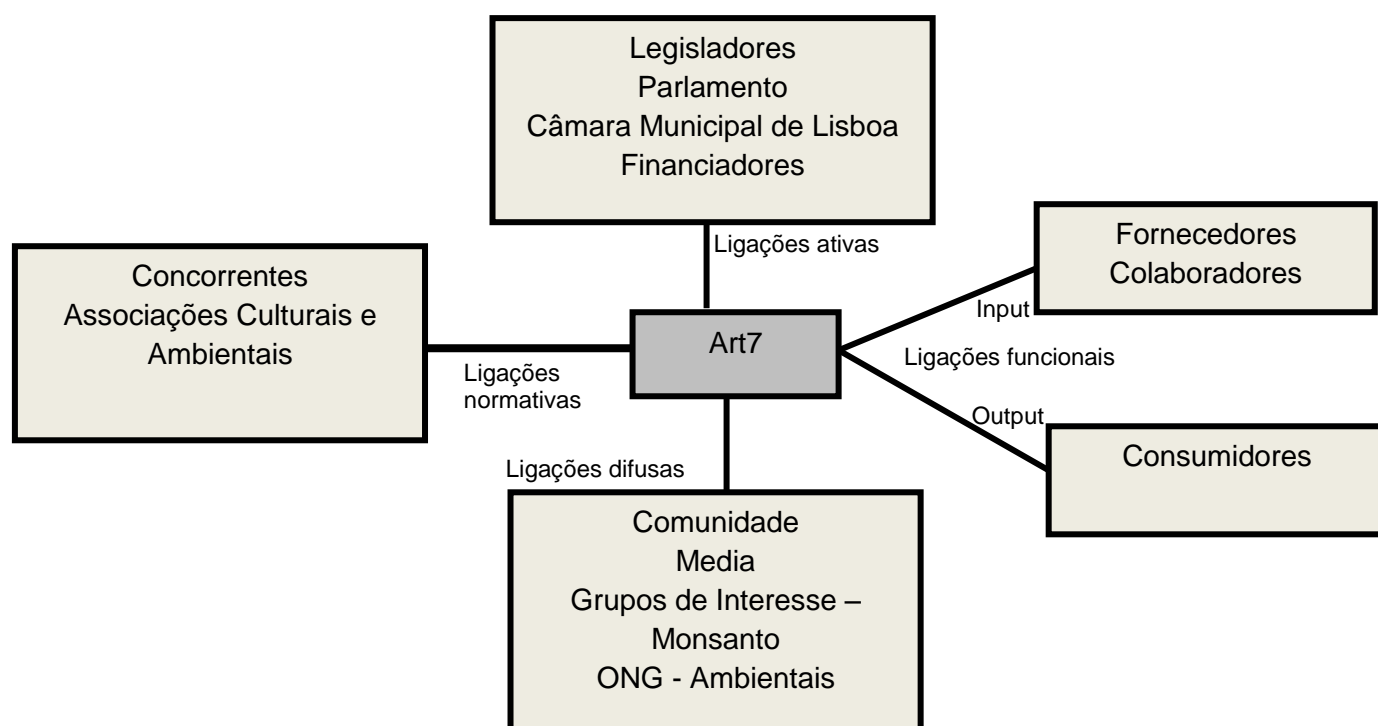 Legisladores
Parlamento
Câmara Municipal de Lisboa
Financiadores
Ligações ativas
Fornecedores
Colaboradores
Concorrentes
Associações Culturais e
Ambientais
Input
Art7
Ligações funcionais
Ligações
normativas
Output
Consumidores
Ligações difusas
Comunidade
Media
Grupos de Interesse –
Monsanto
ONG - Ambientais